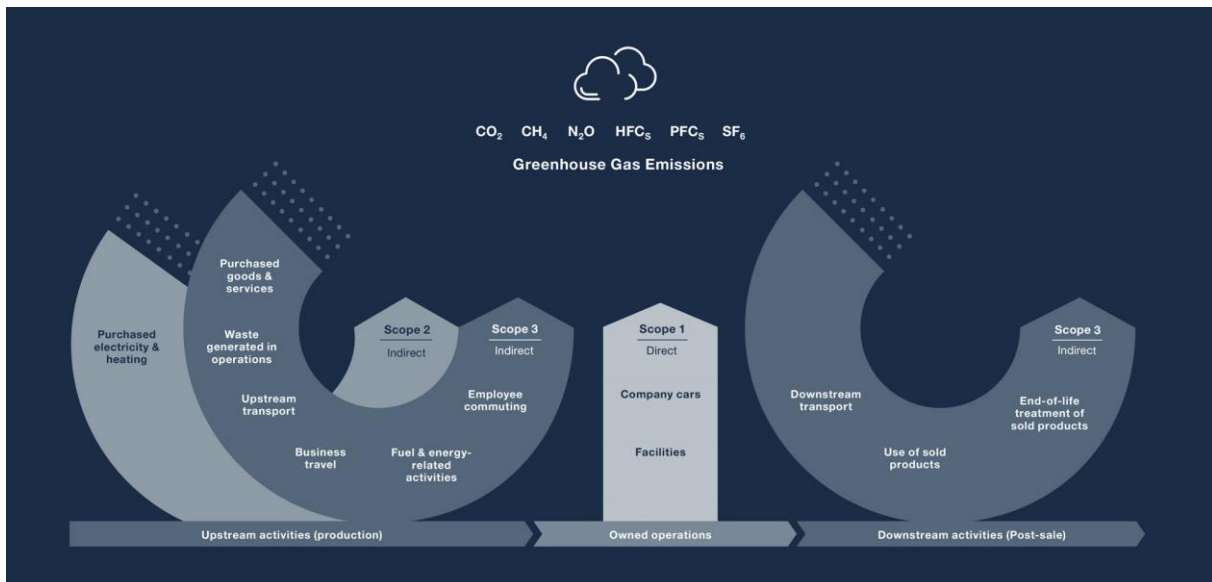 CO₂ CH₄ N₂O HFCs PFCs SF₆
Greenhouse Gas Emissions
Purchased
electricity &
heating
Purchased
goods &
services
Waste
generated in
operations
Upstream
transport
Business
travel
Fuel & energy-
related
activities
Employee
commuting
Scope 2
Indirect
Scope 3
Indirect
Scope 1
Direct
Company cars
Facilities
Downstream
transport
Use of sold
products
End-of-life
treatment of
sold products
Scope 3
Indirect
Upstream activities (production)
Owned operations
Downstream activities (Post-sale)